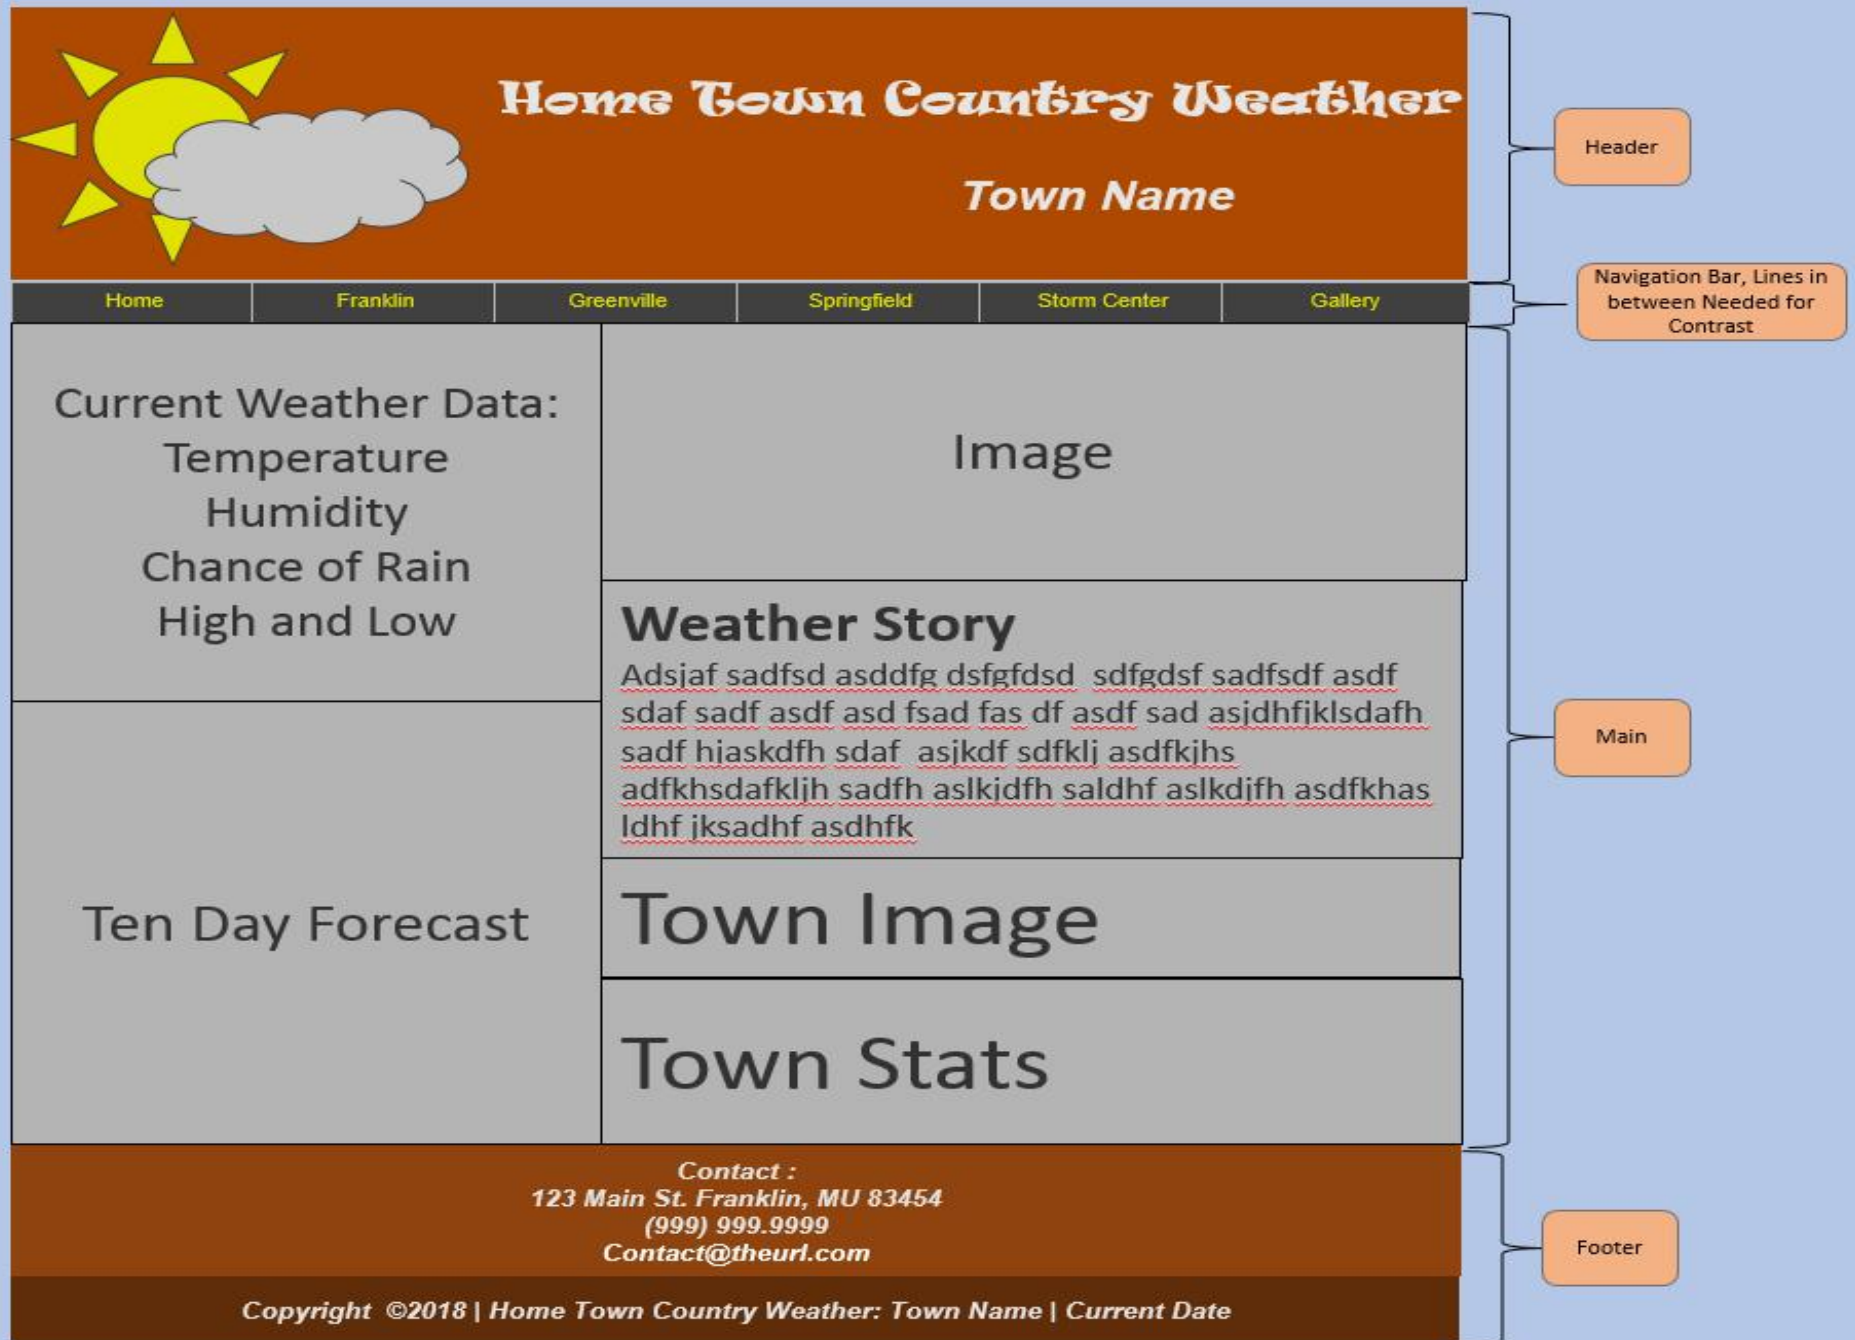 Home Town Country Weather
Town Name
Header
Home
Franklin
Greenville
Springfield
Storm Center
Gallery
Navigation Bar, Lines in
between Needed for
Contrast
Current Weather Data:
Temperature
Humidity
Chance of Rain
High and Low
Ten Day Forecast
Image
Weather Story
Adsjaf sadfsd asddfg dsfgfdsd  sdfgdsf sadfsdf asdf
sdaf sadf asdf asd fsad fas df asdf sad asjdhfjklsdafh
sadf hjaskdfh sdaf  asjkdf sdfklj asdfkjhs
adfkhsdafkljh sadfh aslkjdfh saldhf aslkdjfh asdfkhas
ldhf jksadhf asdhfk
Town Image
Town Stats
Main
Contact :
123 Main St. Franklin, MU 83454
(999) 999.9999
Contact@theurl.com
Footer
Copyright  ©2018 | Home Town Country Weather: Town Name | Current Date